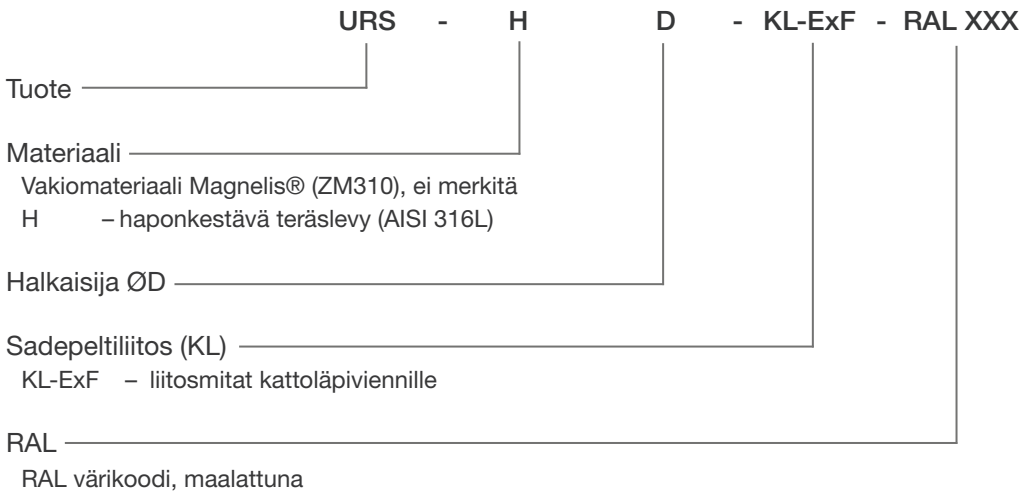 URS - H D - KL-ExF - RAL XXX
Tuote
Materiaali
Vakiomateriaali Magnelis® (ZM310), ei merkitä
H – haponkestävä teräslevy (AISI 316L)
Halkaisija ØD
Sadepeltiliitos (KL)
KL-ExF – liitosmitat kattoläpiviennille
RAL
RAL värikoodi, maalattuna